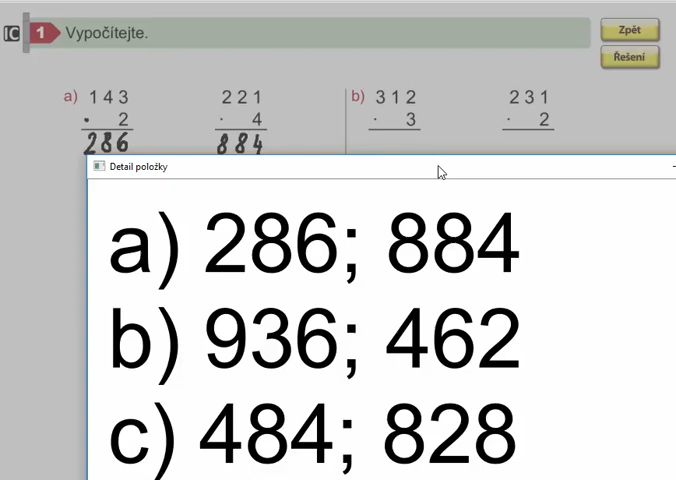 C 1 Vypočítejte. Zpět
Řešení
a) 143 221 b) 312 231
· 2 · 4 · 3 · 2
286 884
Detail položky
a) 286; 884
b) 936; 462
c) 484; 828